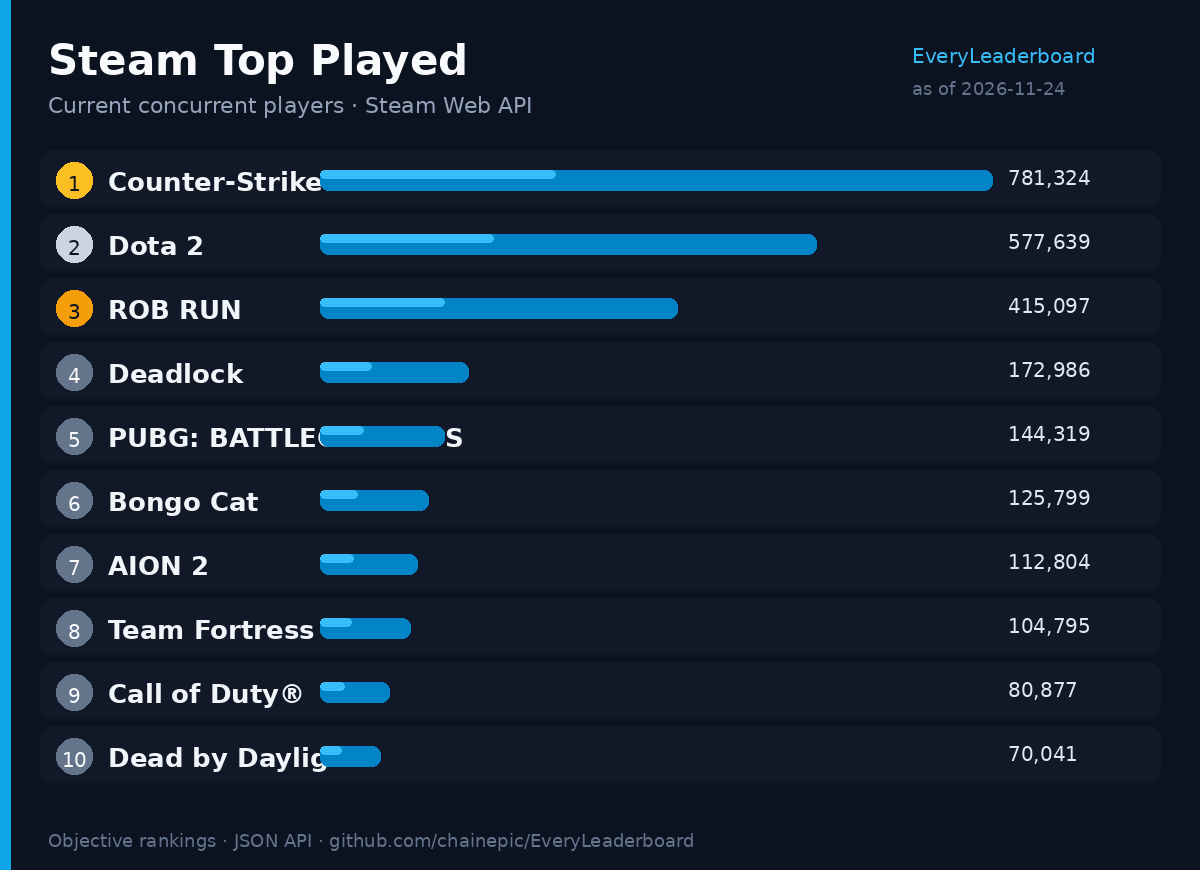 Steam Top Played
EveryLeaderboard
Current concurrent players · Steam Web API
as of 2026-11-24
1 Counter-Strike 781,324
2 Dota 2 577,639
3 ROB RUN 415,097
4 Deadlock 172,986
5 PUBG: BATTLE S 144,319
6 Bongo Cat 125,799
7 AION 2 112,804
8 Team Fortress 104,795
9 Call of Duty® 80,877
10 Dead by Daylig 70,041
Objective rankings · JSON API · github.com/chainepic/EveryLeaderboard